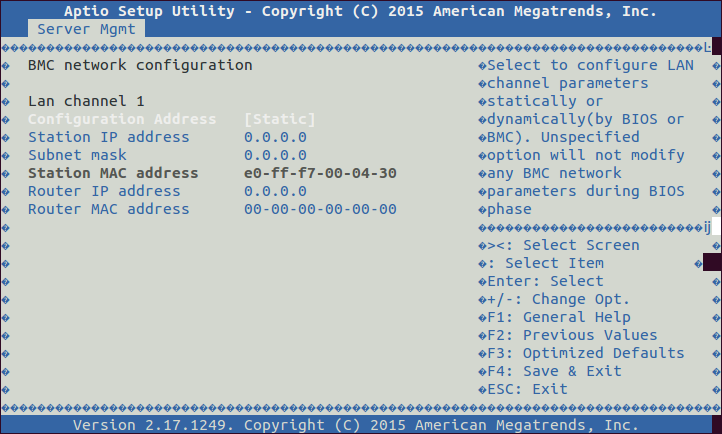 Aptio Setup Utility - Copyright (C) 2015 American Megatrends, Inc.
Server Mgmt
BMC network configuration
Lan channel 1
Configuration Address [Static]
Station IP address 0.0.0.0
Subnet mask 0.0.0.0
Station MAC address e0-ff-f7-00-04-30
Router IP address 0.0.0.0
Router MAC address 00-00-00-00-00-00
Select to configure LAN
channel parameters
statically or
dynamically(by BIOS or
BMC). Unspecified
option will not modify
any BMC network
parameters during BIOS
phase
><: Select Screen
: Select Item
Enter: Select
+/-: Change Opt.
F1: General Help
F2: Previous Values
F3: Optimized Defaults
F4: Save & Exit
ESC: Exit
Version 2.17.1249. Copyright (C) 2015 American Megatrends, Inc.